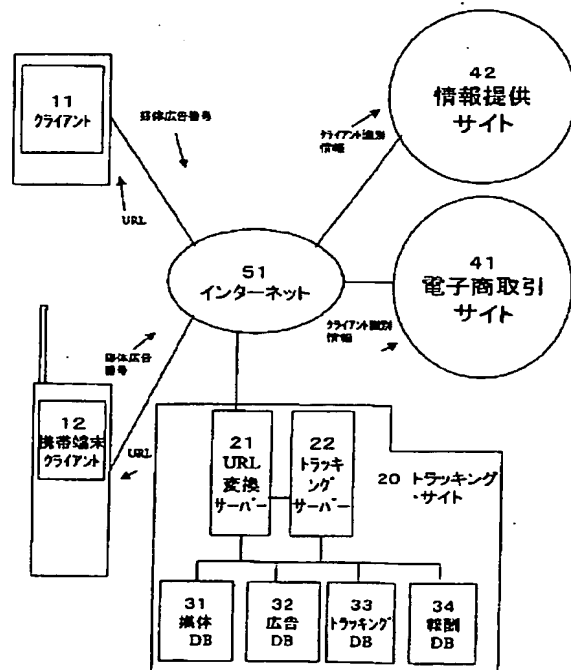 11
クライアント
媒体広告番号
URL
42
情報提供
サイト
クライアント識別
情報
51
インターネット
41
電子商取引
サイト
クライアント識別
情報
媒体広告
番号
12
携帯端末
クライアント
URL
21
URL
変換
サーバー
22
トラッキ
ング
サーバー
20 トラッキング
・サイト
31
媒体
DB
32
広告
DB
33
トラッキング
DB
34
報酬
DB